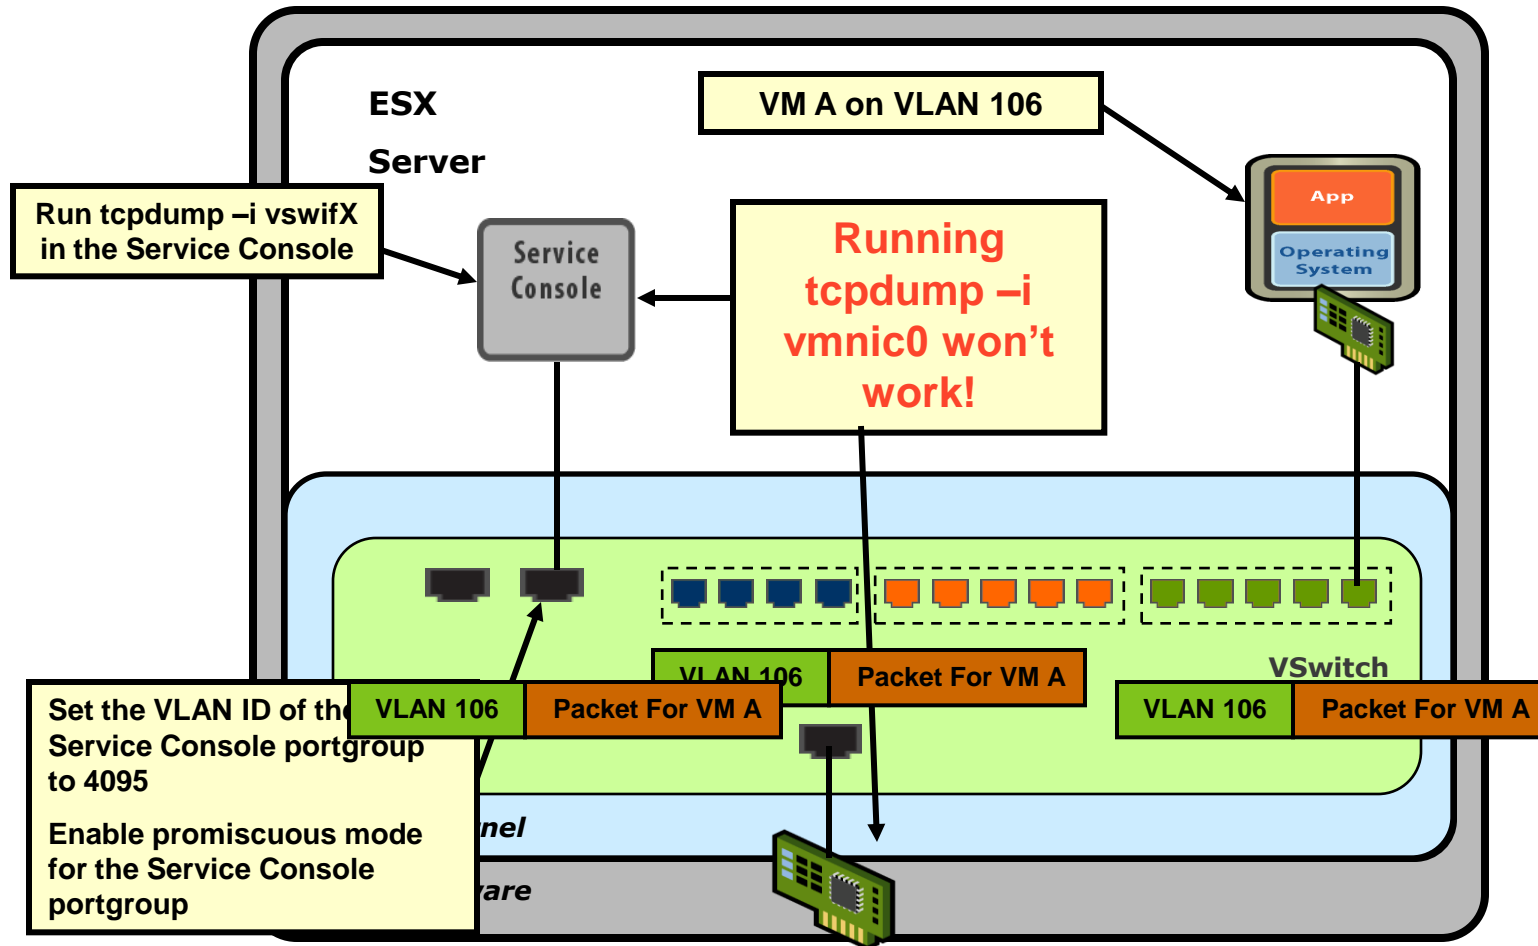 ESX
Server
VM A on VLAN 106
App
Operating
System
Run tcpdump –i vswifX
in the Service Console
Service
Console
Running
tcpdump –i
vmnic0 won’t
work!
VSwitch
VLAN 106 Packet For VM A
VLAN 106 Packet For VM A
VLAN 106 Packet For VM A
Set the VLAN ID of the
Service Console portgroup
to 4095
Enable promiscuous mode
for the Service Console
portgroup